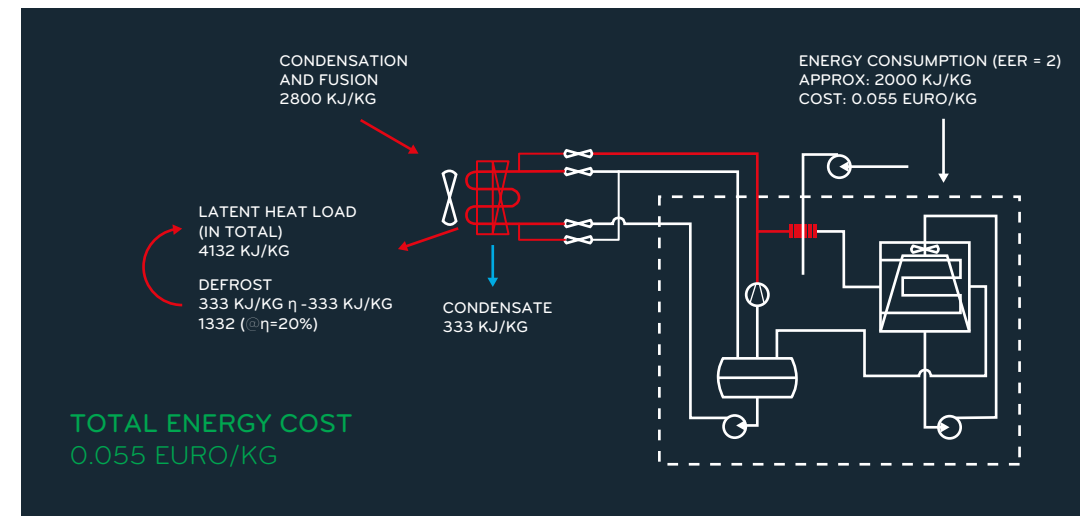 CONDENSATION
AND FUSION
2800 KJ/KG
ENERGY CONSUMPTION (EER = 2)
APPROX: 2000 KJ/KG
COST: 0.055 EURO/KG
LATENT HEAT LOAD
(IN TOTAL)
4132 KJ/KG
DEFROST
333 KJ/KG η -333 KJ/KG
1332 (@η=20%)
CONDENSATE
333 KJ/KG
TOTAL ENERGY COST
0.055 EURO/KG